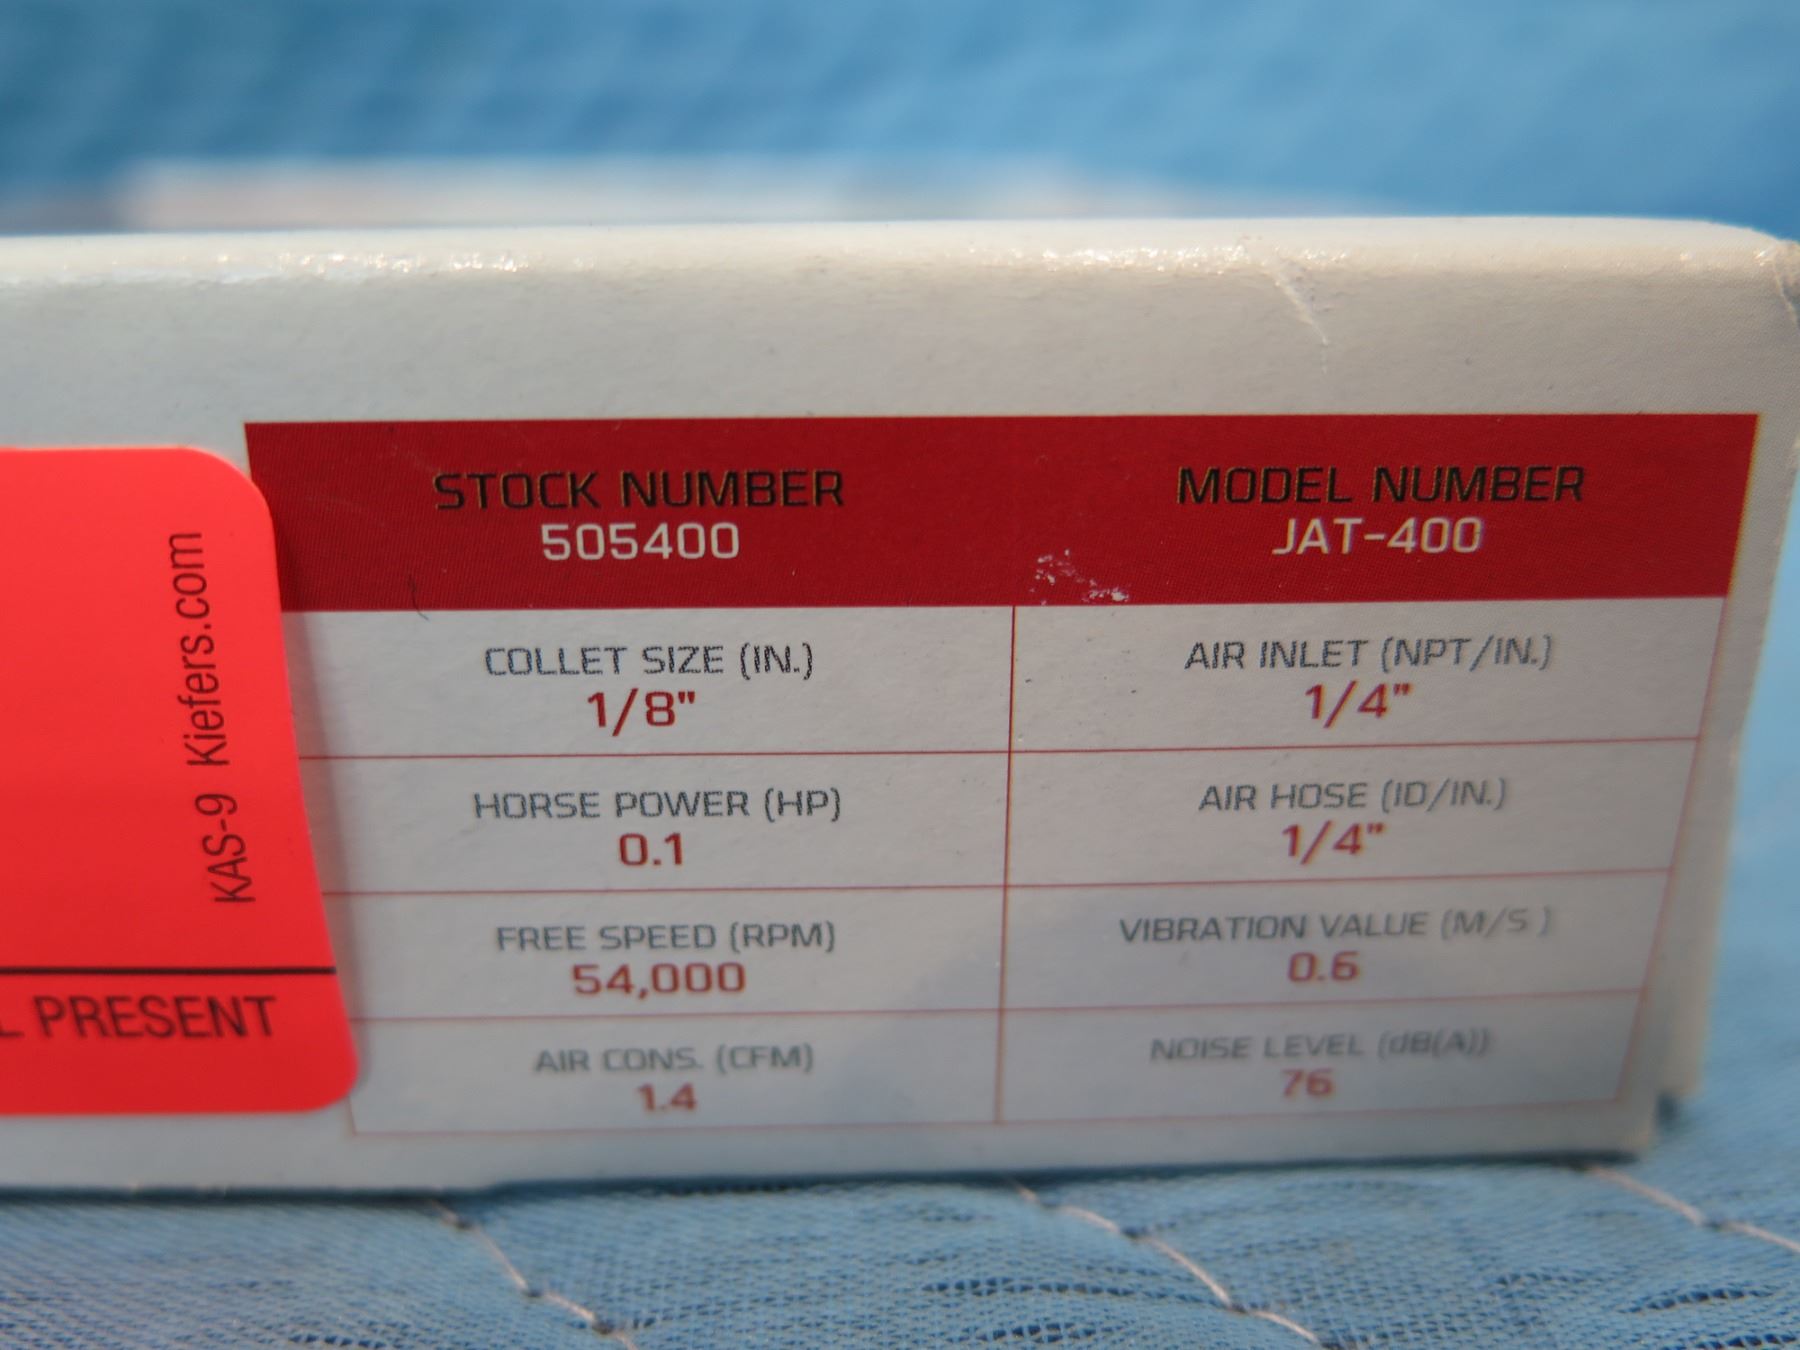 STOCK NUMBER
505400
MODEL NUMBER
JAT-400
COLLET SIZE (IN.)
1/8"
AIR INLET (NPT/IN.)
1/4"
HORSE POWER (HP)
0.1
AIR HOSE (ID/IN.)
1/4"
FREE SPEED (RPM)
54,000
VIBRATION VALUE (M/S )
0.6
AIR CONS. (CFM)
1.4
NOISE LEVEL (dB(A))
76
KAS-9 Kiefers.com
PRESENT